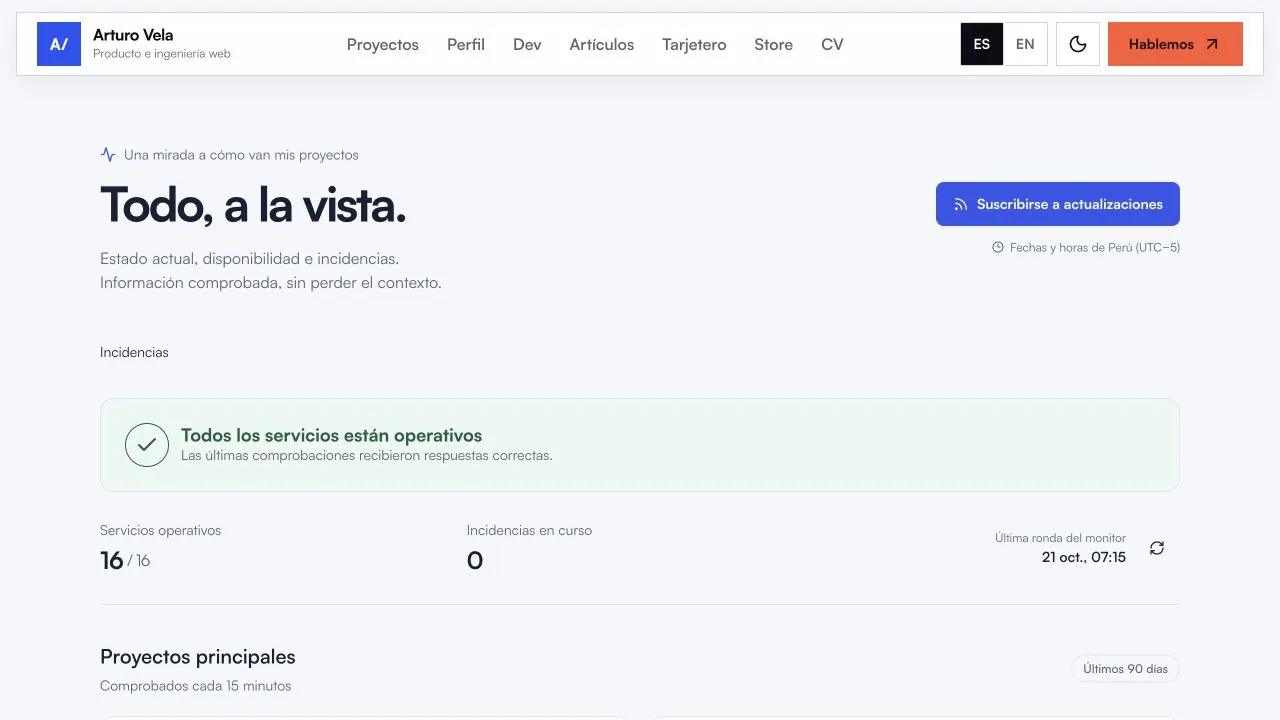 A/
Arturo Vela
Producto e ingeniería web
Proyectos
Perfil
Dev
Artículos
Tarjetero
Store
CV
ES
EN
Hablemos
Una mirada a cómo van mis proyectos
Todo, a la vista.
Estado actual, disponibilidad e incidencias.
Información comprobada, sin perder el contexto.
Suscribirse a actualizaciones
Fechas y horas de Perú (UTC−5)
Incidencias
Todos los servicios están operativos
Las últimas comprobaciones recibieron respuestas correctas.
Servicios operativos
16 / 16
Incidencias en curso
0
Última ronda del monitor
21 oct., 07:15
Proyectos principales
Comprobados cada 15 minutos
Últimos 90 días